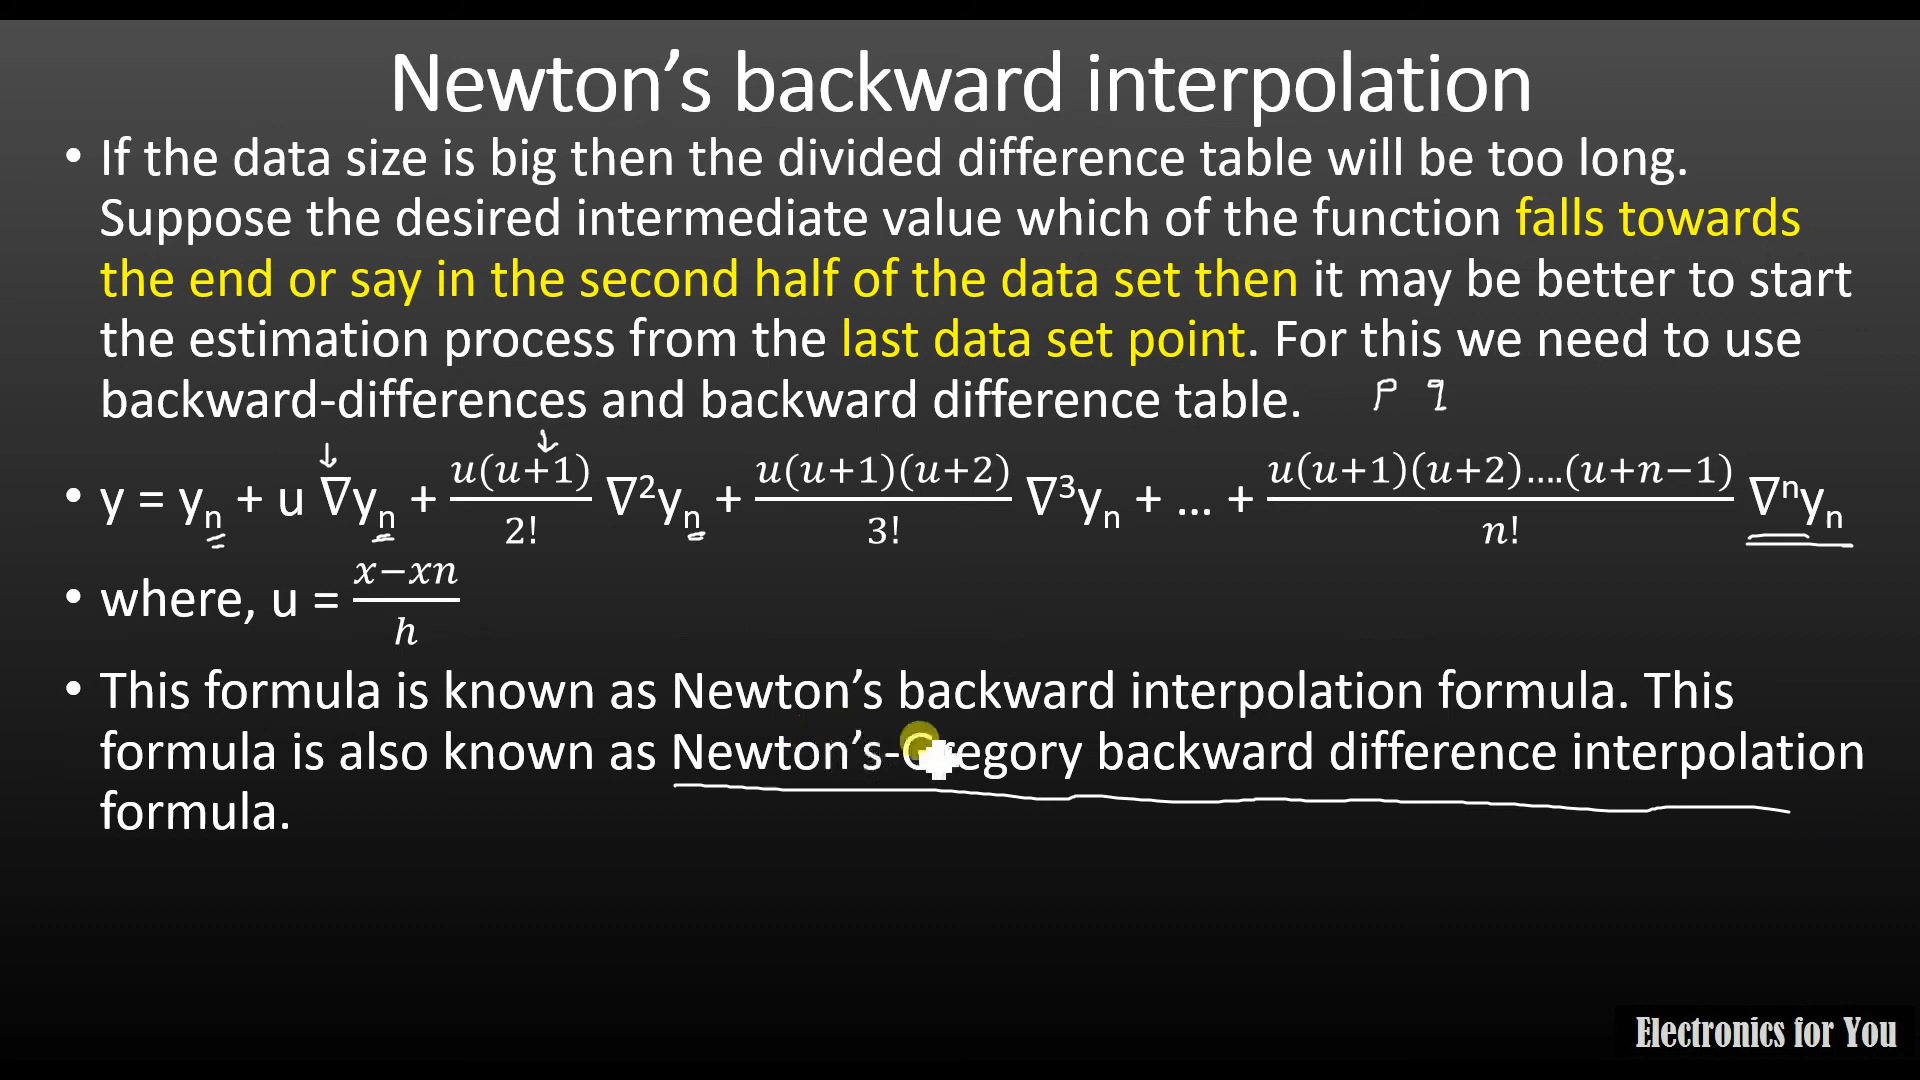 Newton’s backward interpolation
• If the data size is big then the divided difference table will be too long.
Suppose the desired intermediate value which of the function falls towards
the end or say in the second half of the data set then it may be better to start
the estimation process from the last data set point. For this we need to use
backward-differences and backward difference table. P q
• y = yₙ + u ∇yₙ + u(u+1)/2! ∇²yₙ + u(u+1)(u+2)/3! ∇³yₙ + ... + u(u+1)(u+2)....(u+n−1)/n! ∇ⁿyₙ
• where, u = x−xn/h
• This formula is known as Newton’s backward interpolation formula. This
formula is also known as Newton’s-Gregory backward difference interpolation
formula.
Electronics for You